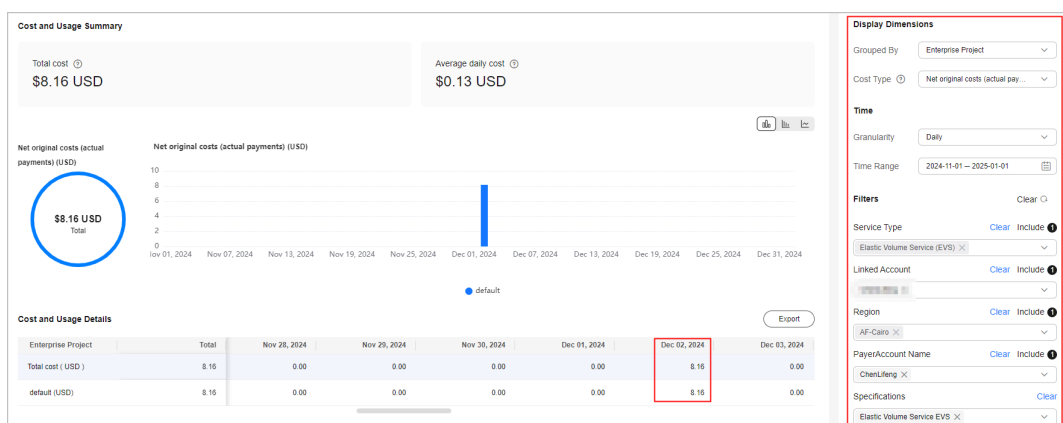 Cost and Usage Summary
Total cost
$8.16 USD
Average daily cost
$0.13 USD
Net original costs (actual
payments) (USD)
$8.16 USD
Total
Net original costs (actual payments) (USD)
10
8
6
4
2
0
Nov 07, 2024 Nov 13, 2024 Nov 19, 2024 Nov 25, 2024 Dec 01, 2024 Dec 07, 2024 Dec 13, 2024 Dec 19, 2024 Dec 25, 2024 Dec 31, 2024
default
Cost and Usage Details
Export
Enterprise Project Total Nov 28, 2024 Nov 29, 2024 Nov 30, 2024 Dec 01, 2024 Dec 02, 2024 Dec 03, 2024
Total cost ( USD ) 8.16 0.00 0.00 0.00 0.00 8.16 0.00
default (USD) 8.16 0.00 0.00 0.00 0.00 8.16 0.00
Display Dimensions
Grouped By Enterprise Project
Cost Type Net original costs (actual pay...
Time
Granularity Daily
Time Range 2024-11-01 – 2025-01-01
Filters Clear
Service Type Clear Include 1
Elastic Volume Service (EVS)
Linked Account Clear Include 1
Region Clear Include 1
AF-Cairo
PayerAccount Name Clear Include 1
ChenLifeng
Specifications Clear
Elastic Volume Service EVS